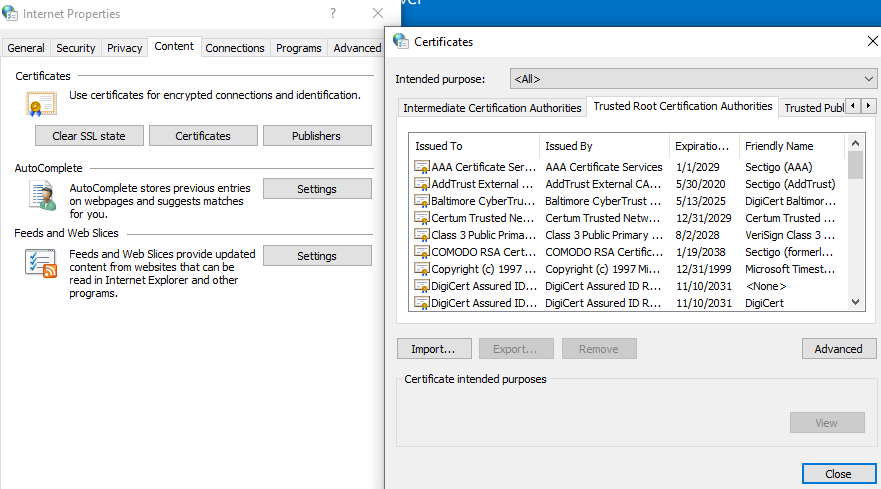 Internet Properties
General Security Privacy Content Connections Programs Advanced
Certificates
Use certificates for encrypted connections and identification.
Clear SSL state Certificates Publishers
AutoComplete
AutoComplete stores previous entries
on webpages and suggests matches
for you.
Settings
Feeds and Web Slices
Feeds and Web Slices provide updated
content from websites that can be
read in Internet Explorer and other
programs.
Settings
Certificates
Intended purpose: <All>
Intermediate Certification Authorities Trusted Root Certification Authorities Trusted Publ
Issued To Issued By Expiratio... Friendly Name
AAA Certificate Ser... AAA Certificate Services 1/1/2029 Sectigo (AAA)
AddTrust External ... AddTrust External CA... 5/30/2020 Sectigo (AddTrust)
Baltimore CyberTru... Baltimore CyberTrust ... 5/13/2025 DigiCert Baltimor...
Certum Trusted Ne... Certum Trusted Netw... 12/31/2029 Certum Trusted ...
Class 3 Public Prima... Class 3 Public Primary ... 8/2/2028 VeriSign Class 3 ...
COMODO RSA Cert... COMODO RSA Certific... 1/19/2038 Sectigo (formerl...
Copyright (c) 1997 ... Copyright (c) 1997 Mi... 12/31/1999 Microsoft Timest...
DigiCert Assured ID... DigiCert Assured ID R... 11/10/2031 <None>
DigiCert Assured ID... DigiCert Assured ID R... 11/10/2031 DigiCert
Import... Export... Remove Advanced
Certificate intended purposes
View
Close